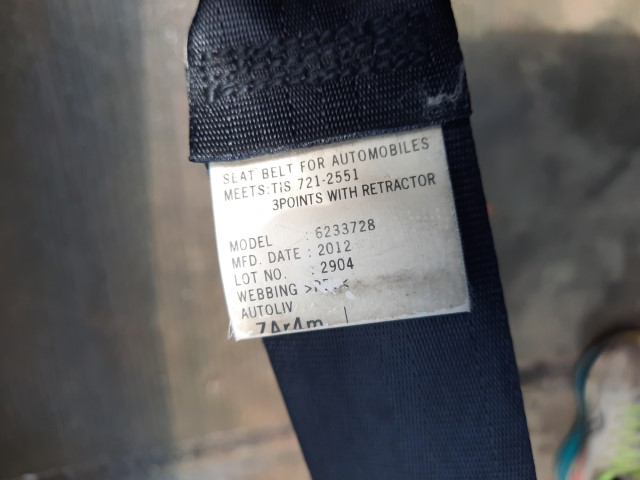 SEAT BELT FOR AUTOMOBILES
MEETS:TIS 721-2551
3POINTS WITH RETRACTOR
MODEL : 6233728
MFD. DATE : 2012
LOT NO. : 2904
WEBBING
AUTOLIV
7Ar4m